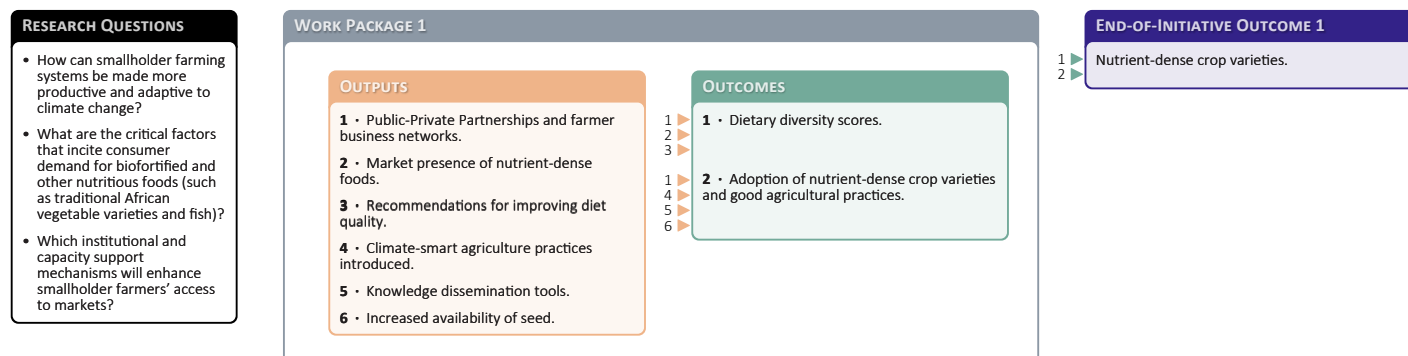 RESEARCH QUESTIONS
• How can smallholder farming
systems be made more
productive and adaptive to
climate change?
• What are the critical factors
that incite consumer
demand for biofortified and
other nutritious foods (such
as traditional African
vegetable varieties and fish)?
• Which institutional and
capacity support
mechanisms will enhance
smallholder farmers' access
to markets?
WORK PACKAGE 1
OUTPUTS
1 · Public-Private Partnerships and farmer
business networks.
2 · Market presence of nutrient-dense
foods.
3 · Recommendations for improving diet
quality.
4 · Climate-smart agriculture practices
introduced.
5 · Knowledge dissemination tools.
6 · Increased availability of seed.
OUTCOMES
1
2
3
1 · Dietary diversity scores.
1
4
5
6
2 · Adoption of nutrient-dense crop varieties
and good agricultural practices.
END-OF-INITIATIVE OUTCOME 1
1
2
Nutrient-dense crop varieties.